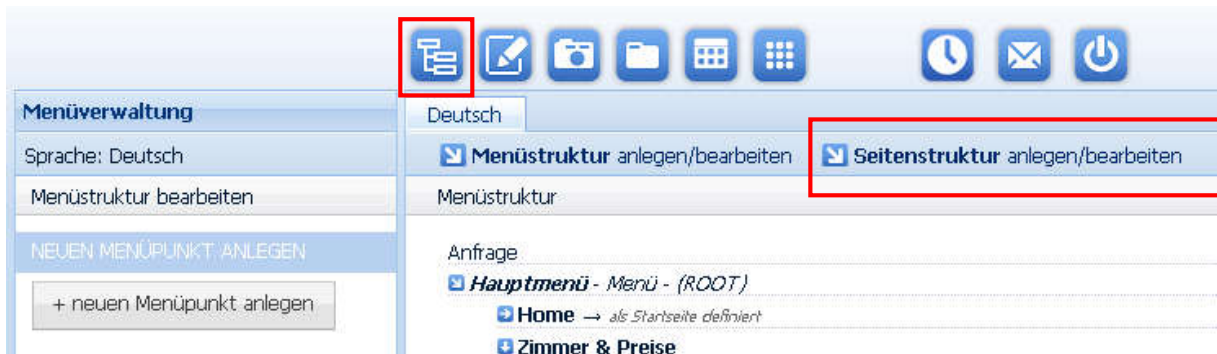 Menüverwaltung
Sprache: Deutsch
Menüstruktur bearbeiten
NEUEN MENÜPUNKT ANLEGEN
+ neuen Menüpunkt anlegen
Deutsch
Menüstruktur anlegen/bearbeiten Seitenstruktur anlegen/bearbeiten
Menüstruktur
Anfrage
Hauptmenü - Menü - (ROOT)
Home → als Startseite definiert
Zimmer & Preise